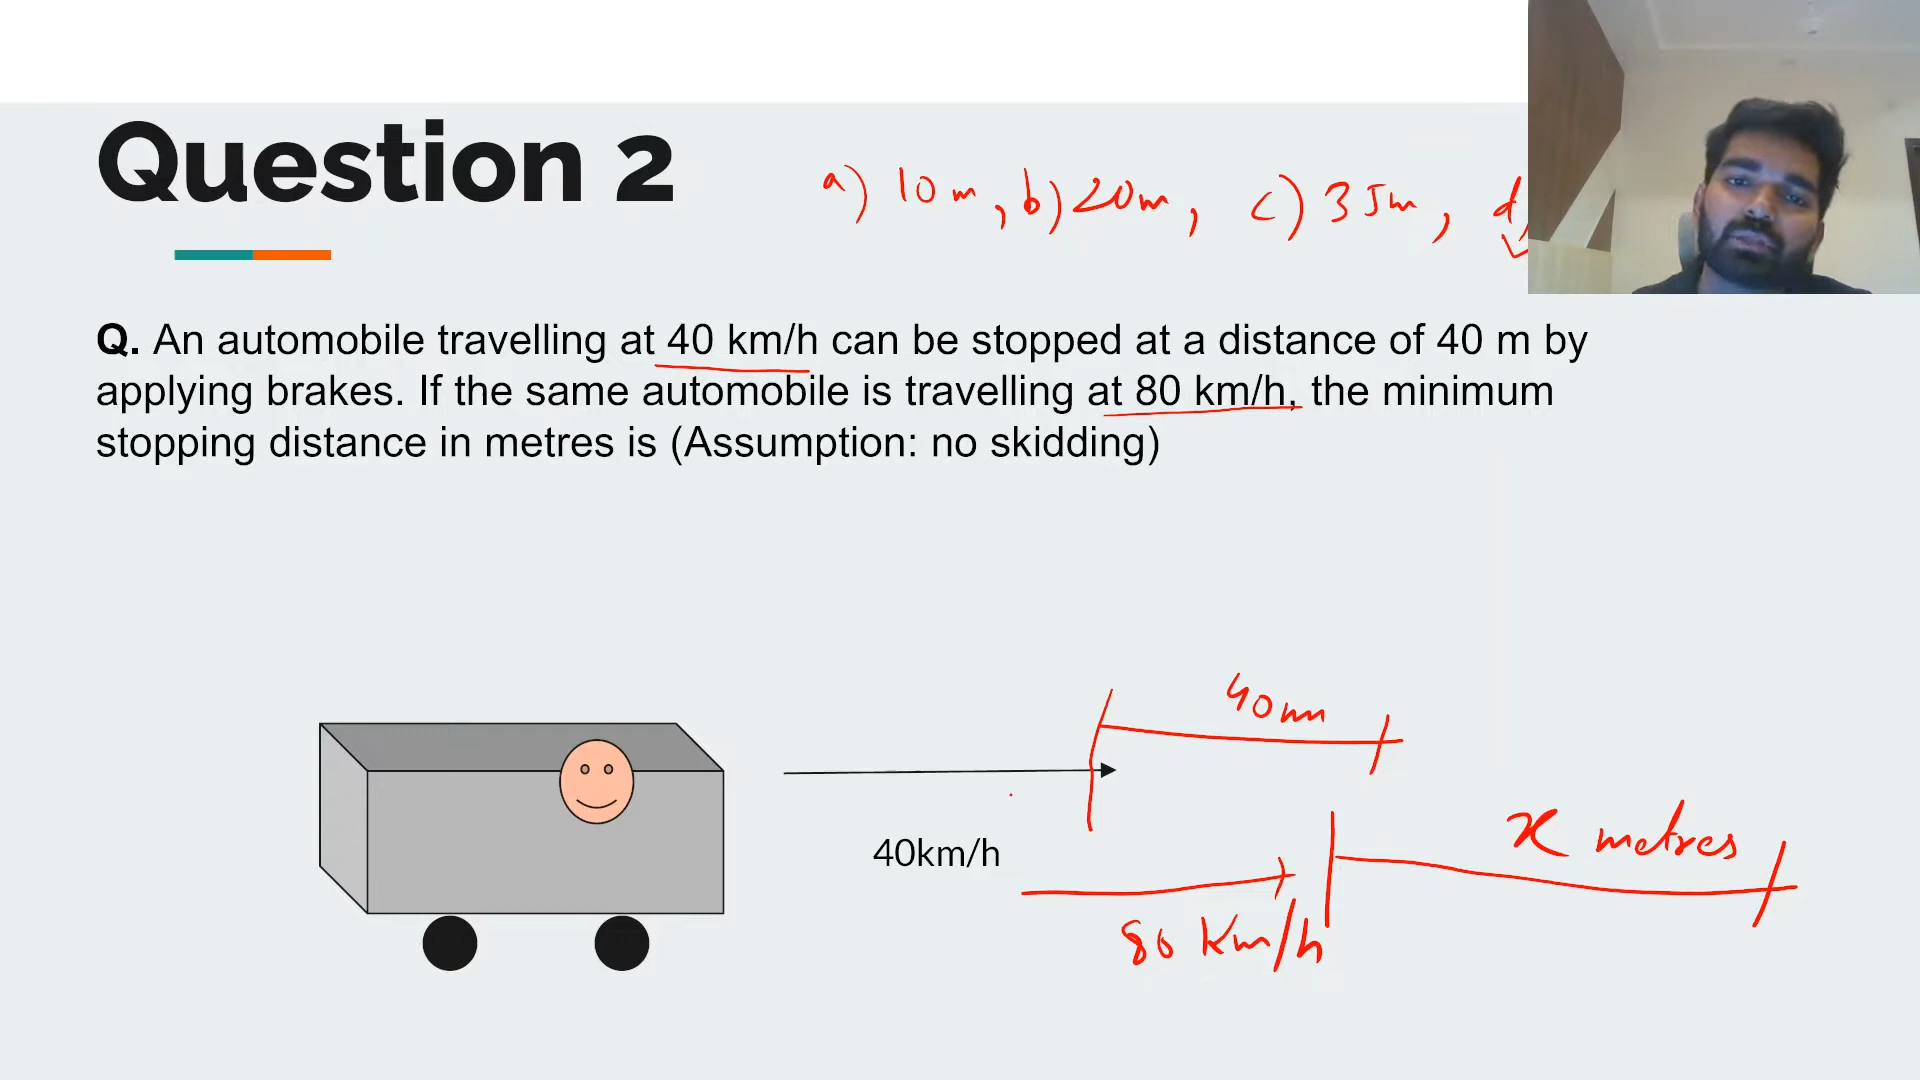 Question 2
a) 10 m, b) 20m, c) 35m, d)
Q. An automobile travelling at 40 km/h can be stopped at a distance of 40 m by
applying brakes. If the same automobile is travelling at 80 km/h, the minimum
stopping distance in metres is (Assumption: no skidding)
40m
40km/h
x metres
80 Km/h